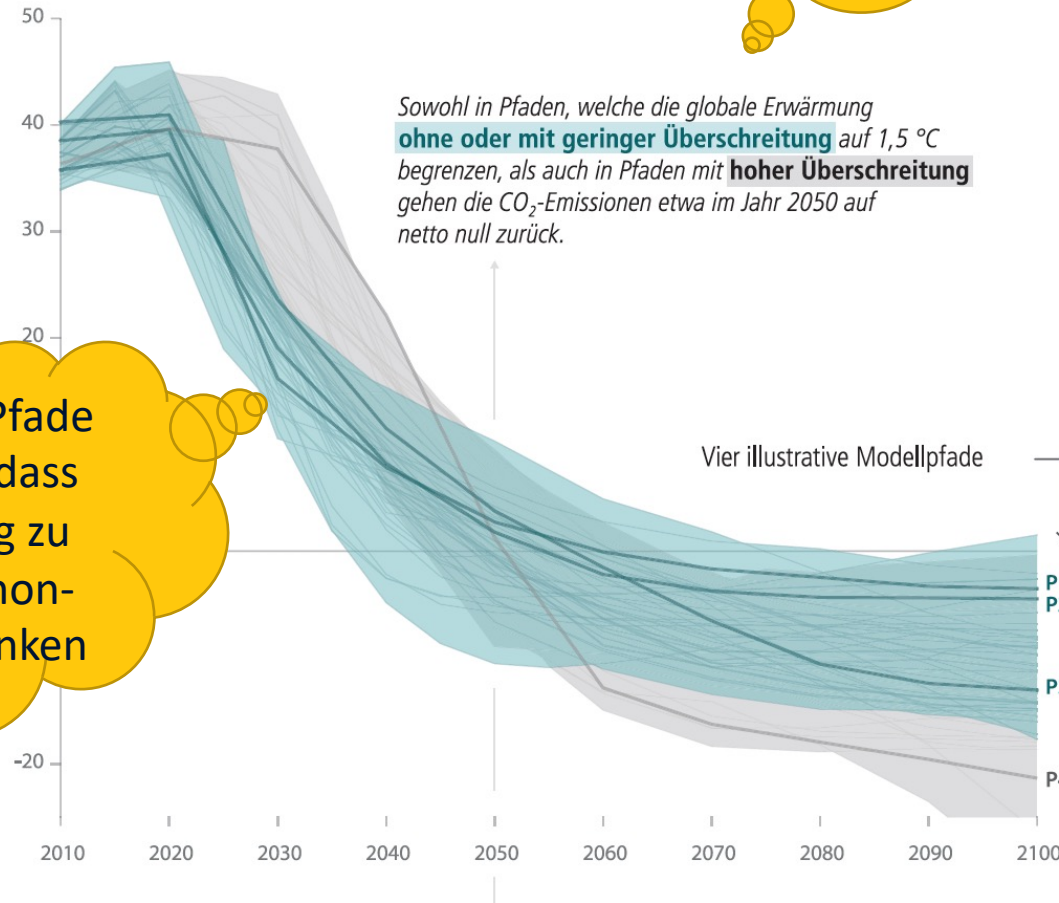 50
40
30
20
-20
Sowohl in Pfaden, welche die globale Erwärmung
ohne oder mit geringer Überschreitung auf 1,5 °C
begrenzen, als auch in Pfaden mit hoher Überschreitung
gehen die CO₂-Emissionen etwa im Jahr 2050 auf
netto null zurück.
Pfade
dass
g zu
non-
nken
Vier illustrative Modellpfade
P
P
P
P
2010 2020 2030 2040 2050 2060 2070 2080 2090 2100